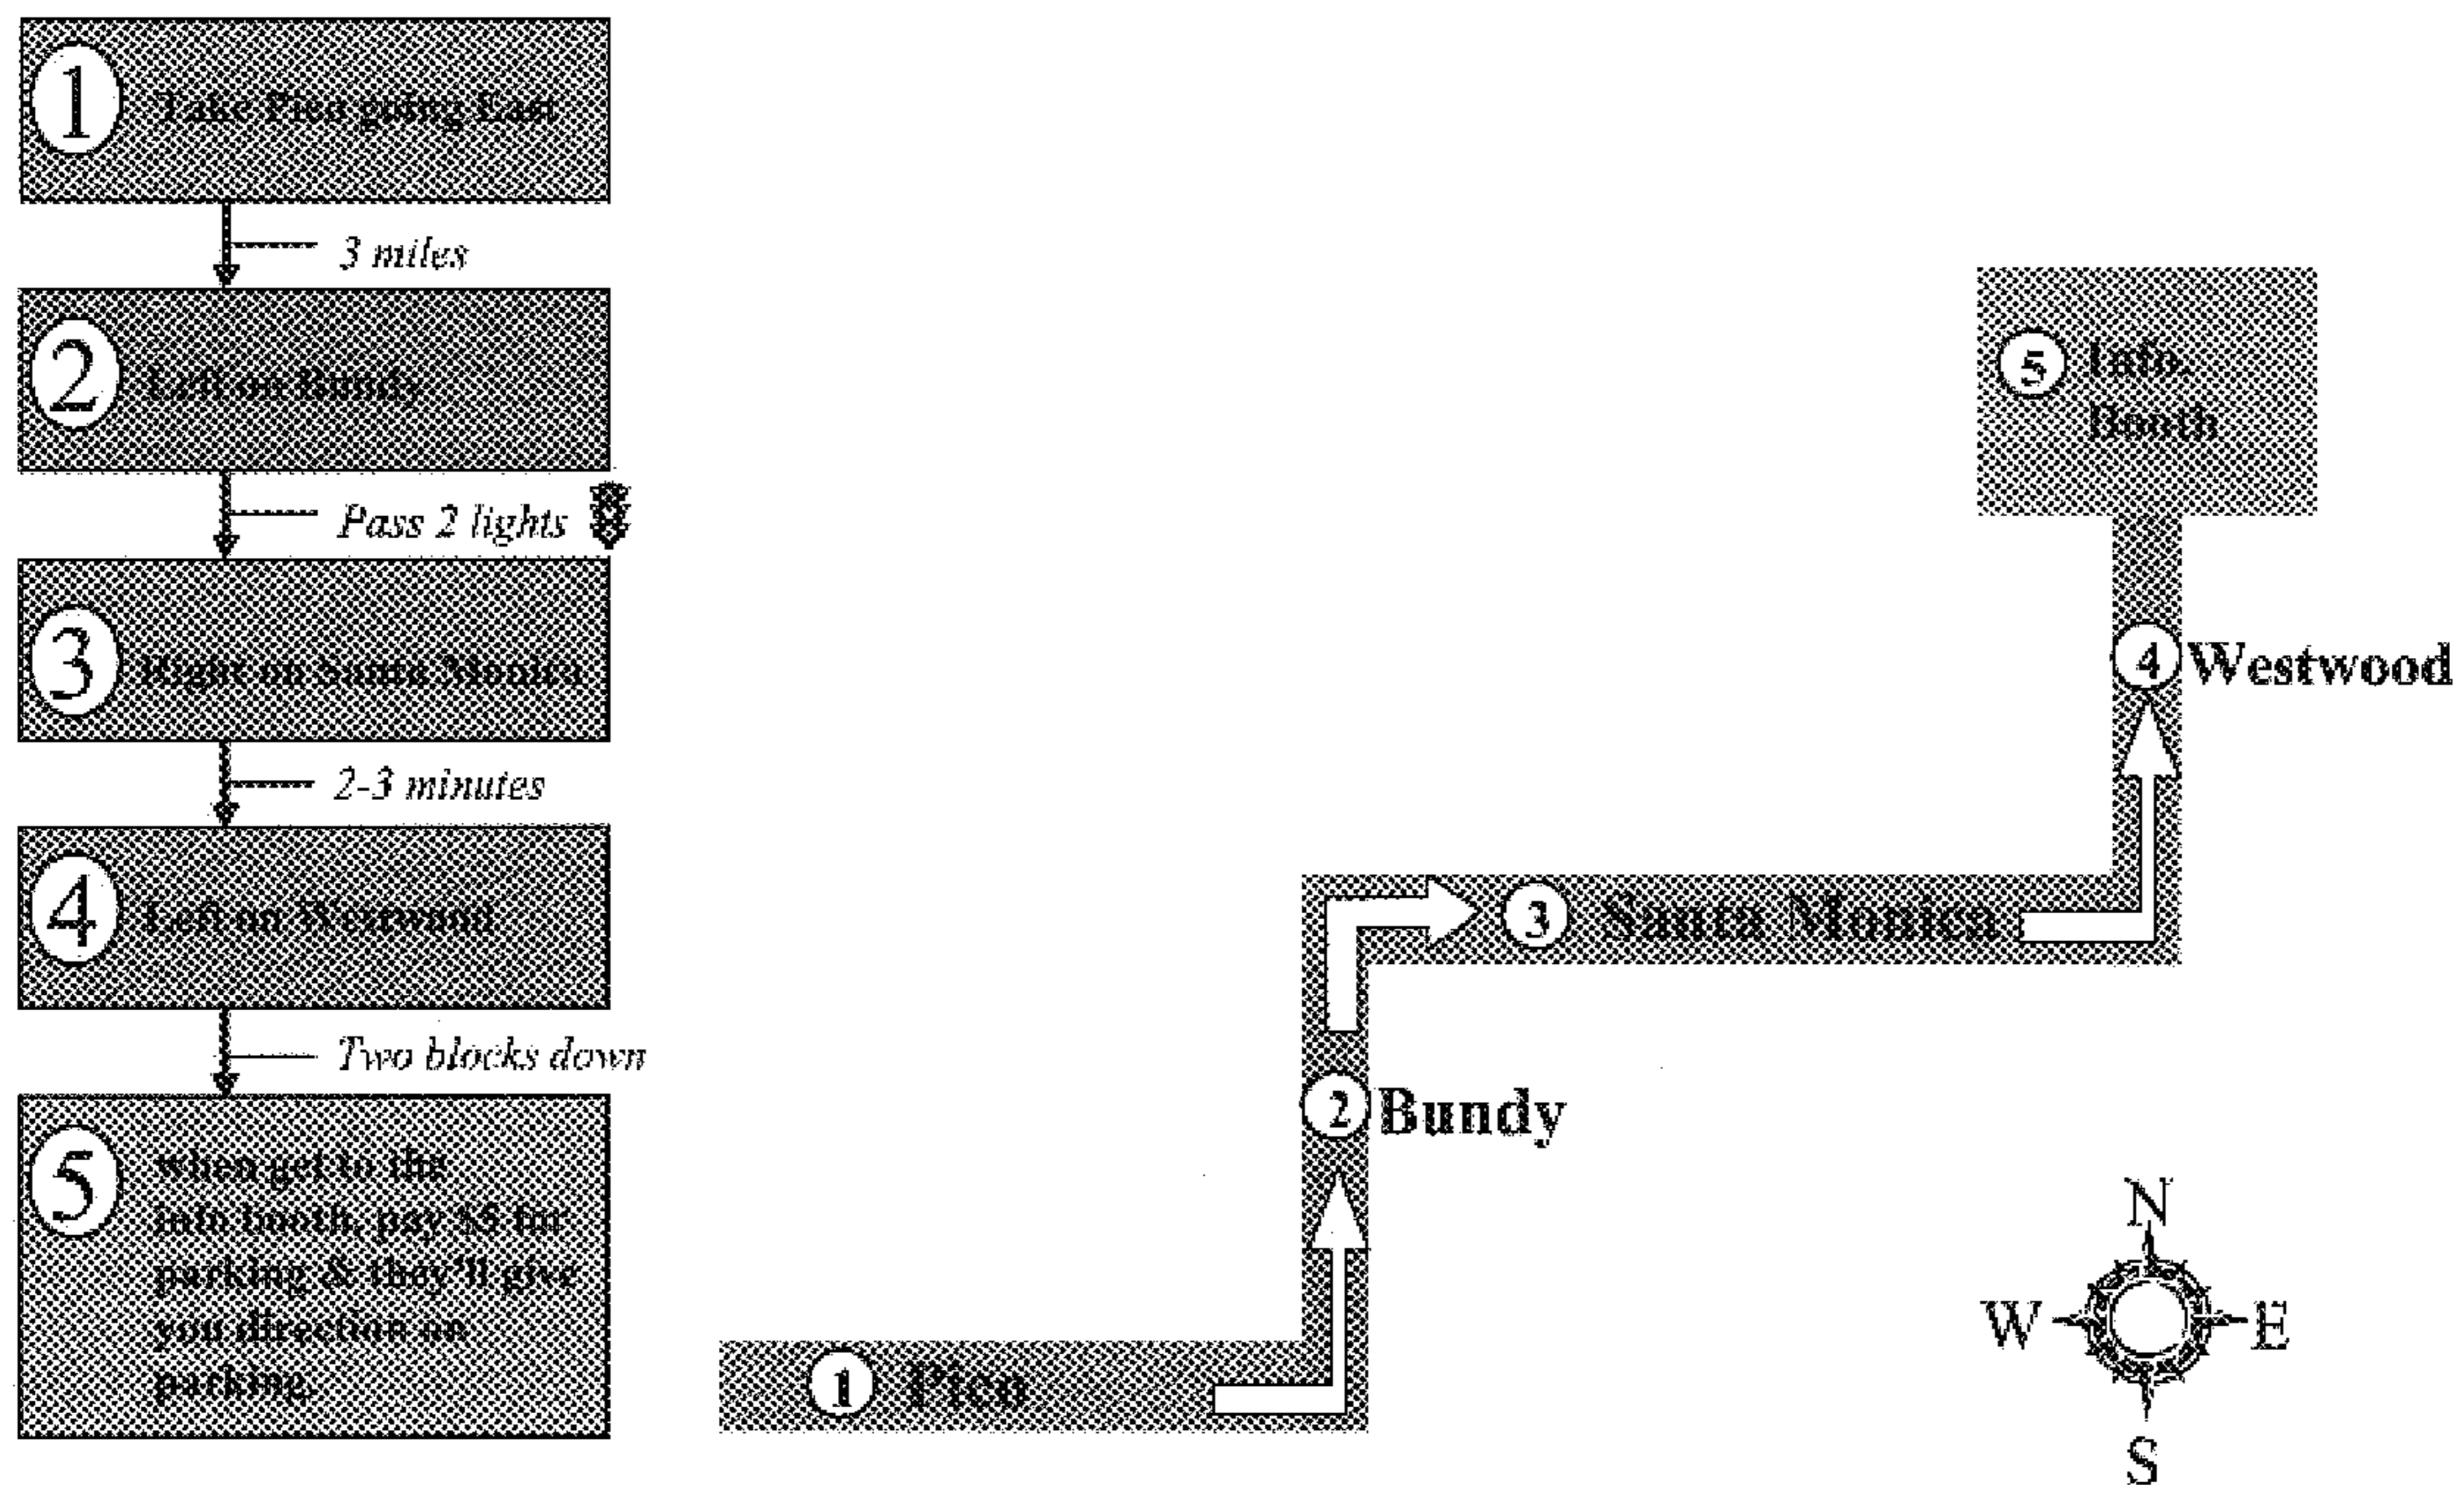 1 Take Pico going East
3 miles
2 Left on Bundy
Pass 2 lights
3 Right on Santa Monica
2-3 minutes
4 Left on Westwood
Two blocks down
5 when get to the
info booth, pay $5 for
parking & they'll give
you direction on
parking.
5 Info.
Booth
4 Westwood
3 Santa Monica
2 Bundy
1 Pico
N
W E
S